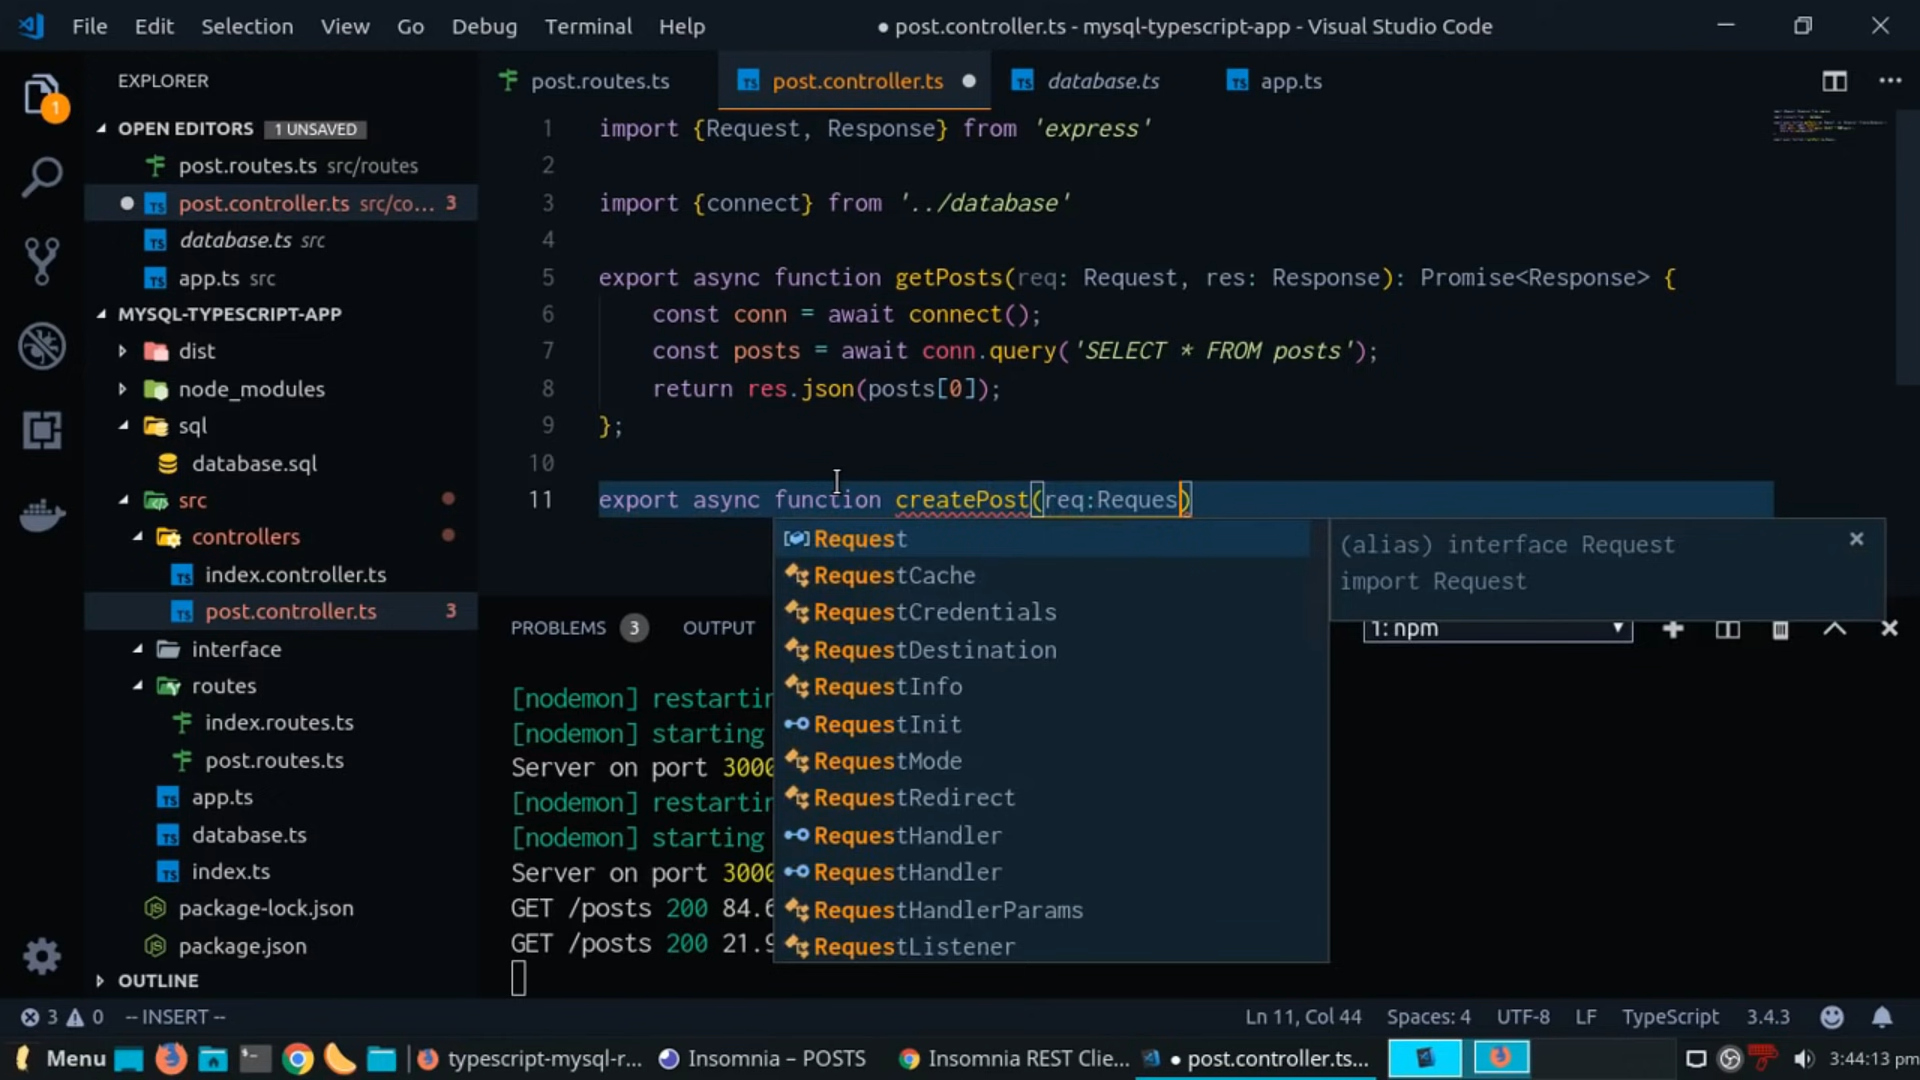 File Edit Selection View Go Debug Terminal Help
● post.controller.ts - mysql-typescript-app - Visual Studio Code
1
EXPLORER
OPEN EDITORS 1 UNSAVED
post.routes.ts src/routes
post.controller.ts src/co... 3
database.ts src
app.ts src
MYSQL-TYPESCRIPT-APP
dist
node_modules
sql
database.sql
src
controllers
index.controller.ts
post.controller.ts 3
interface
routes
index.routes.ts
post.routes.ts
app.ts
database.ts
index.ts
package-lock.json
package.json
OUTLINE
post.routes.ts post.controller.ts database.ts app.ts
1 import {Request, Response} from 'express'
2
3 import {connect} from '../database'
4
5 export async function getPosts(req: Request, res: Response): Promise<Response> {
6 const conn = await connect();
7 const posts = await conn.query('SELECT * FROM posts');
8 return res.json(posts[0]);
9 };
10
11 export async function createPost(req:Reques)
Request
RequestCache
RequestCredentials
RequestDestination
RequestInfo
RequestInit
RequestMode
RequestRedirect
RequestHandler
RequestHandler
RequestHandlerParams
RequestListener
(alias) interface Request
import Request
PROBLEMS 3 OUTPUT
1: npm
[nodemon] restartin
[nodemon] starting
Server on port 3000
[nodemon] restartin
[nodemon] starting
Server on port 3000
GET /posts 200 84.6
GET /posts 200 21.9
3 0 -- INSERT --
Ln 11, Col 44 Spaces: 4 UTF-8 LF TypeScript 3.4.3
Menu typescript-mysql-r... Insomnia – POSTS Insomnia REST Clie... ● post.controller.ts... 3:44:13 pm